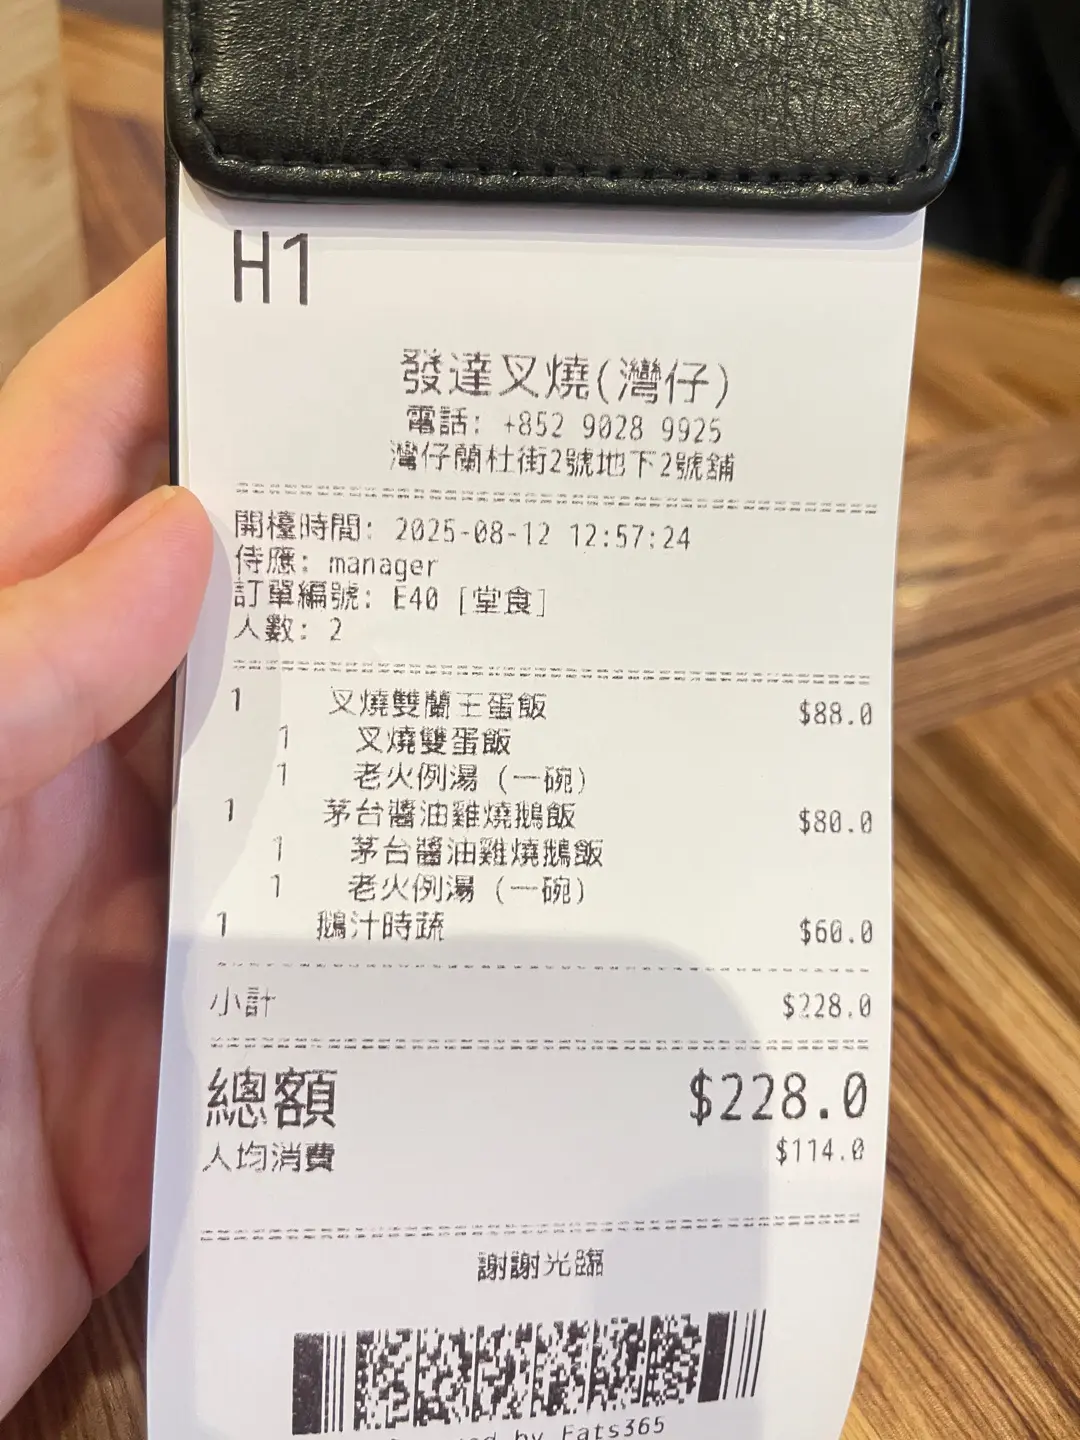 H1
發達叉燒(灣仔)
電話: +852 9028 9925
灣仔蘭杜街2號地下2號舖
開檯時間: 2025-08-12 12:57:24
侍應: manager
訂單編號: E40 [堂食]
人數: 2
1 叉燒雙蘭王蛋飯 $88.0
1 叉燒雙蛋飯
1 老火例湯 (一碗)
1 茅台醬油雞燒鵝飯 $80.0
1 茅台醬油雞燒鵝飯
1 老火例湯 (一碗)
1 鵝汁時蔬 $60.0
小計 $228.0
總額 $228.0
人均消費 $114.0
謝謝光臨
by Eats365